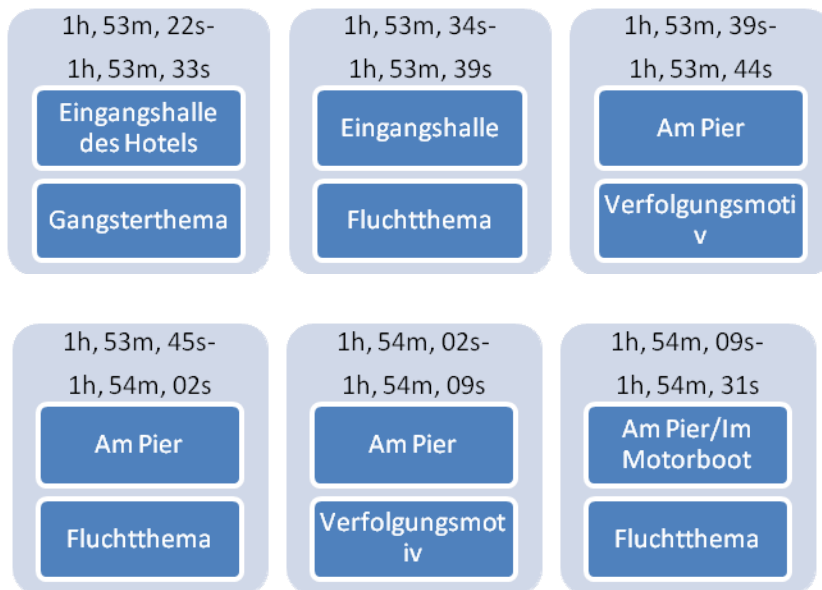 1h, 53m, 22s-
1h, 53m, 33s
Eingangshalle
des Hotels
Gangsterthema
1h, 53m, 34s-
1h, 53m, 39s
Eingangshalle
Fluchtthema
1h, 53m, 39s-
1h, 53m, 44s
Am Pier
Verfolgungsmoti
v
1h, 53m, 45s-
1h, 54m, 02s
Am Pier
Fluchtthema
1h, 54m, 02s-
1h, 54m, 09s
Am Pier
Verfolgungsmot
iv
1h, 54m, 09s-
1h, 54m, 31s
Am Pier/Im
Motorboot
Fluchtthema